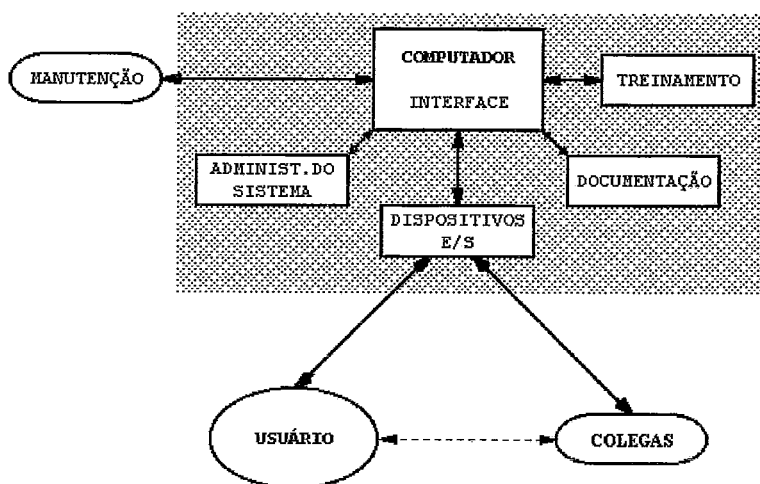 COMPUTADOR
INTERFACE
MANUTENÇÃO
TREINAMENTO
ADMINIST.DO
SISTEMA
DOCUMENTAÇÃO
DISPOSITIVOS
E/S
USUÁRIO
COLEGAS